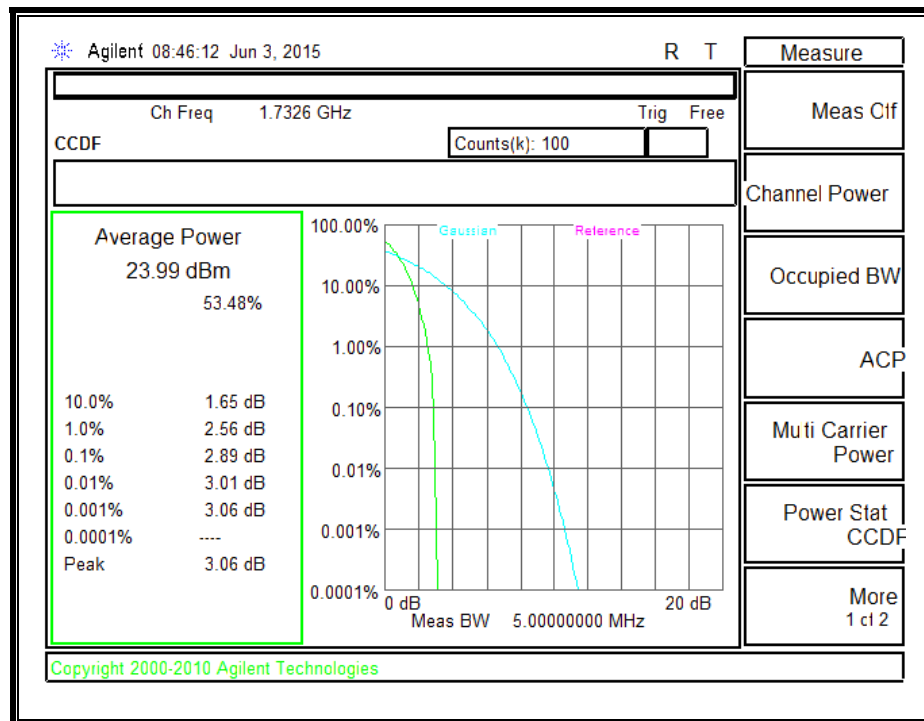 Agilent 08:46:12 Jun 3, 2015 R T
Measure
Ch Freq 1.7326 GHz Trig Free
CCDF Counts(k): 100
Average Power
23.99 dBm
53.48%
10.0% 1.65 dB
1.0% 2.56 dB
0.1% 2.89 dB
0.01% 3.01 dB
0.001% 3.06 dB
0.0001% ----
Peak 3.06 dB
Gaussian Reference
100.00%
10.00%
1.00%
0.10%
0.01%
0.001%
0.0001%
0 dB 20 dB
Meas BW 5.00000000 MHz
Meas Off
Channel Power
Occupied BW
ACP
Multi Carrier
Power
Power Stat
CCDF
More
1 of 2
Copyright 2000-2010 Agilent Technologies